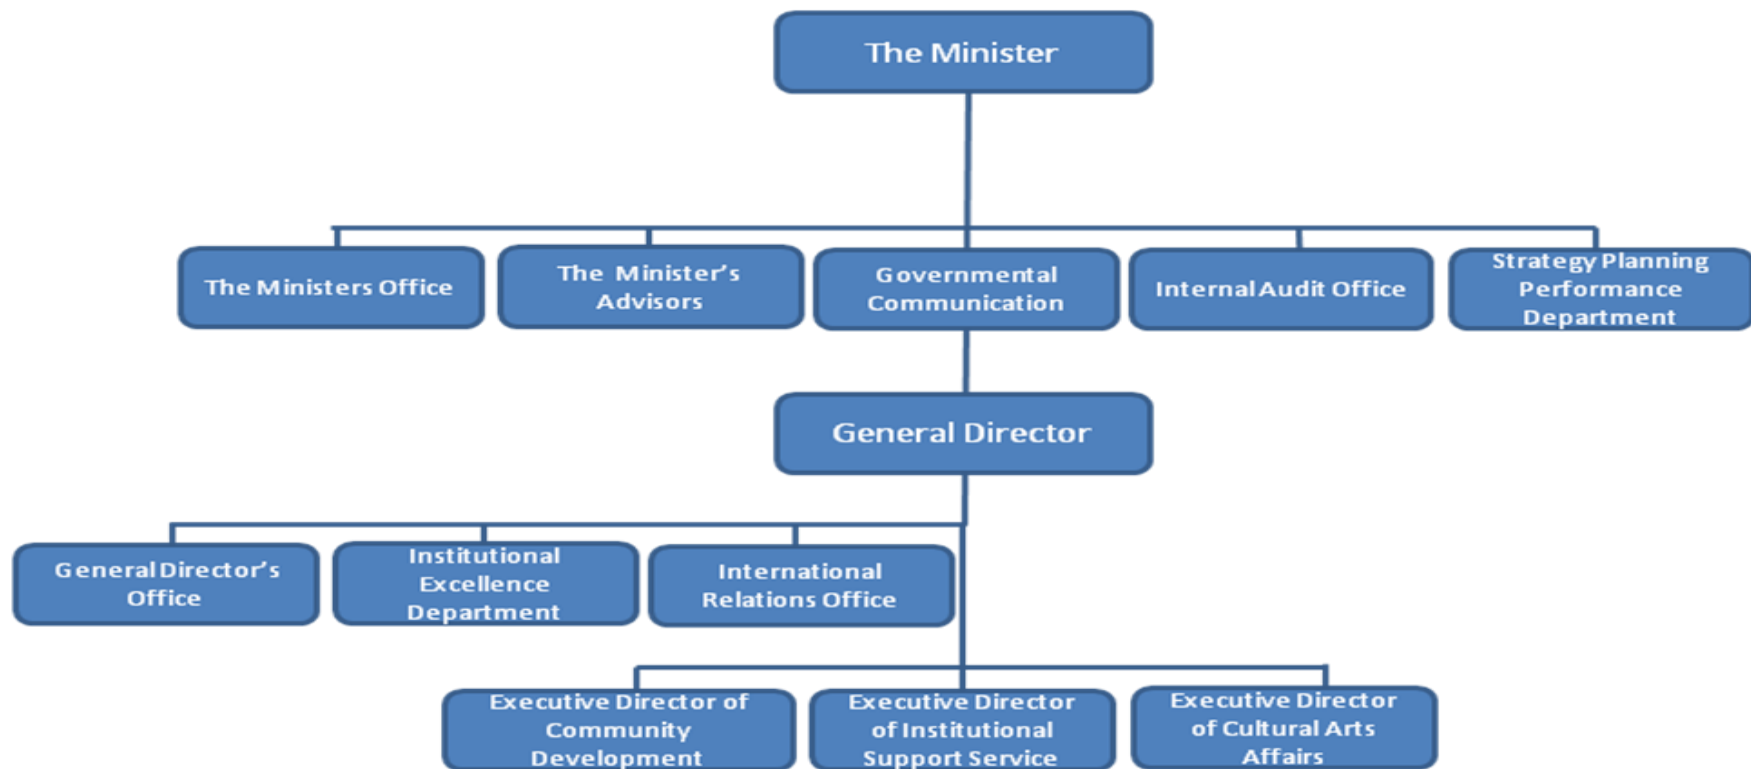 The Minister
The Ministers Office
The Minister’s
Advisors
Governmental
Communication
Internal Audit Office
Strategy Planning
Performance
Department
General Director
General Director’s
Office
Institutional
Excellence
Department
International
Relations Office
Executive Director of
Community
Development
Executive Director
of Institutional
Support Service
Executive Director
of Cultural Arts
Affairs